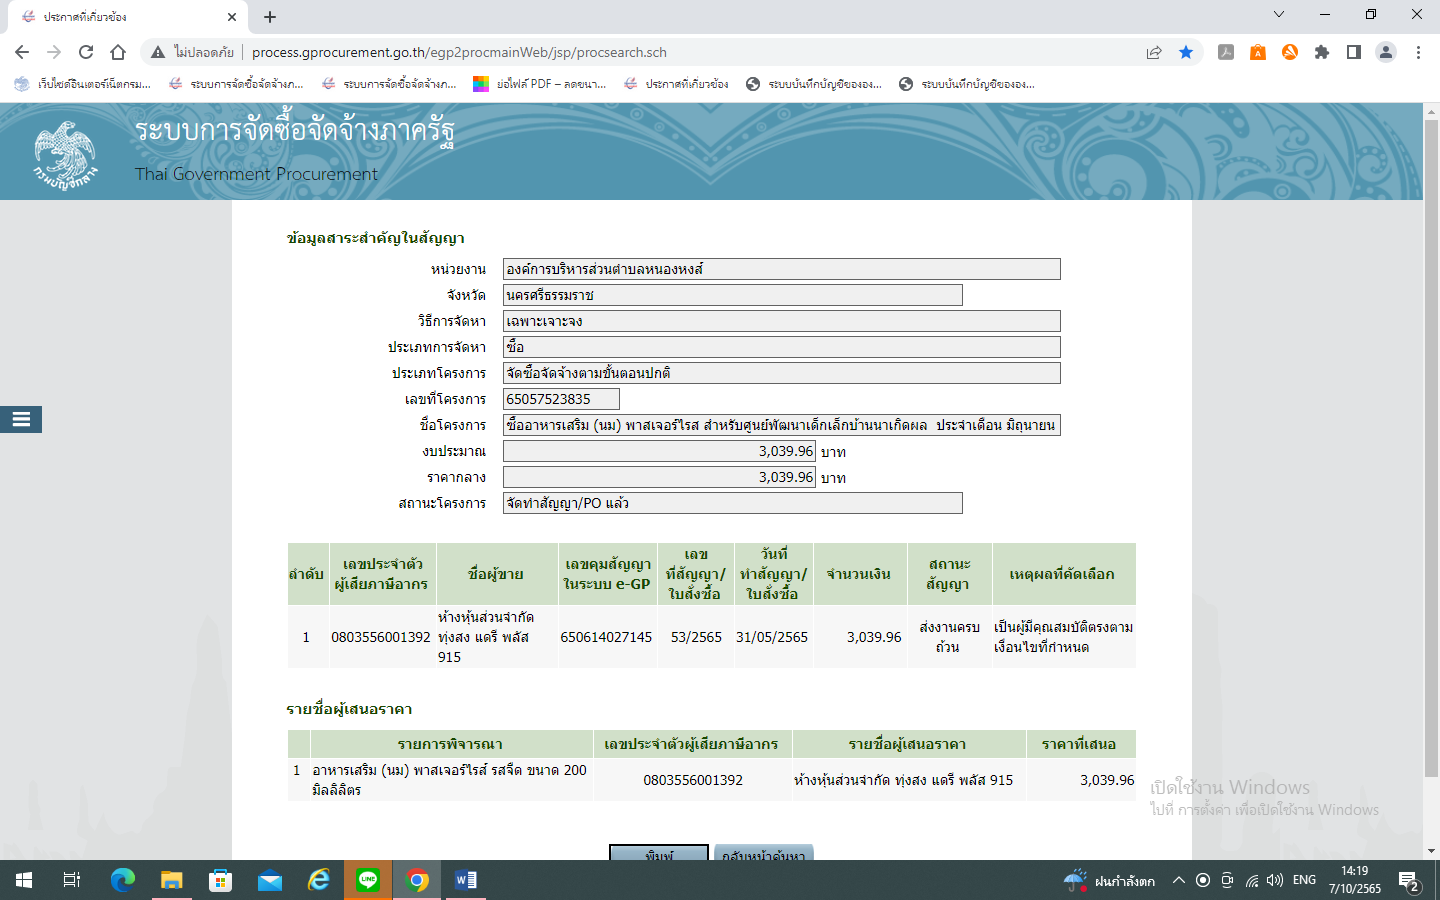 ประกาศที่เกี่ยวข้อง
ไม่ปลอดภัย process.gprocurement.go.th/egp2procmainWeb/jsp/procsearch.sch
เว็บไซต์อินเตอร์เน็ตกรม... ระบบการจัดซื้อจัดจ้างภ... ระบบการจัดซื้อจัดจ้างภ... ย่อไฟล์ PDF – ลดขนา... ประกาศที่เกี่ยวข้อง ระบบบันทึกบัญชีขององ... ระบบบันทึกบัญชีขององ...
ระบบการจัดซื้อจัดจ้างภาครัฐ
Thai Government Procurement
กรมบัญชีกลาง
ข้อมูลสาระสำคัญในสัญญา
หน่วยงาน องค์การบริหารส่วนตำบลหนองหงส์
จังหวัด นครศรีธรรมราช
วิธีการจัดหา เฉพาะเจาะจง
ประเภทการจัดหา ซื้อ
ประเภทโครงการ จัดซื้อจัดจ้างตามขั้นตอนปกติ
เลขที่โครงการ 65057523835
ชื่อโครงการ ซื้ออาหารเสริม (นม) พาสเจอร์ไรส สำหรับศูนย์พัฒนาเด็กเล็กบ้านนาเกิดผล ประจำเดือน มิถุนายน
งบประมาณ 3,039.96 บาท
ราคากลาง 3,039.96 บาท
สถานะโครงการ จัดทำสัญญา/PO แล้ว
ลำดับ เลขประจำตัวผู้เสียภาษีอากร ชื่อผู้ขาย เลขคุมสัญญาในระบบ e-GP เลขที่สัญญา/ใบสั่งซื้อ วันที่ทำสัญญา/ใบสั่งซื้อ จำนวนเงิน สถานะสัญญา เหตุผลที่คัดเลือก
1 0803556001392 ห้างหุ้นส่วนจำกัด ทุ่งสง แดรี่ พลัส 915 650614027145 53/2565 31/05/2565 3,039.96 ส่งงานครบถ้วน เป็นผู้มีคุณสมบัติตรงตามเงื่อนไขที่กำหนด
รายชื่อผู้เสนอราคา
รายการพิจารณา เลขประจำตัวผู้เสียภาษีอากร รายชื่อผู้เสนอราคา ราคาที่เสนอ
1 อาหารเสริม (นม) พาสเจอร์ไรส์ รสจืด ขนาด 200 มิลลิลิตร 0803556001392 ห้างหุ้นส่วนจำกัด ทุ่งสง แดรี่ พลัส 915 3,039.96
เปิดใช้งาน Windows
ไปที่ การตั้งค่า เพื่อเปิดใช้งาน Windows
พิมพ์ กลับหน้าค้นหา
ฝนกำลังตก ENG 14:19
7/10/2565 2